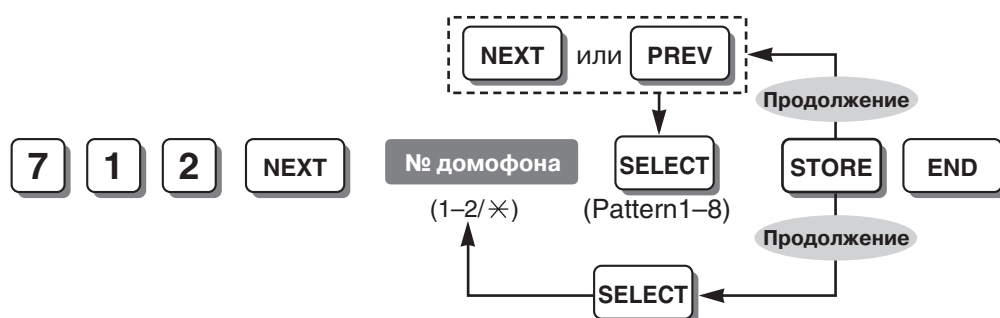 NEXT или PREV
Продолжение
7 1 2 NEXT № домофона SELECT STORE END
(1–2/✳) (Pattern1–8)
Продолжение
SELECT